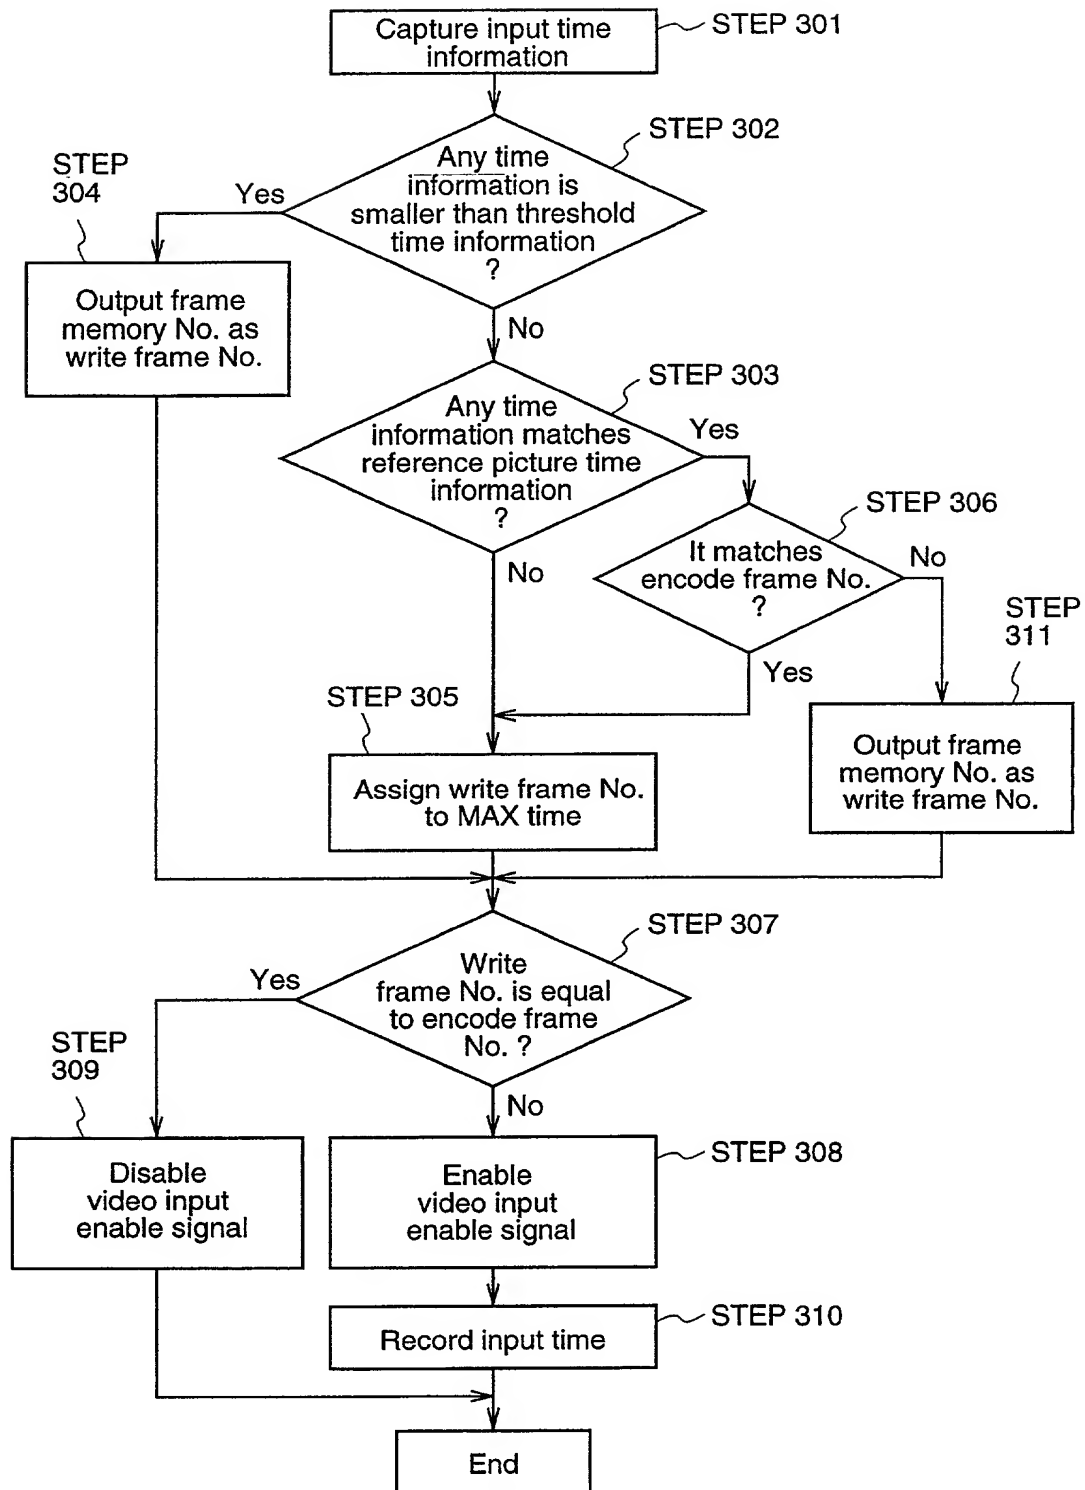 Capture input time
information
STEP 301
STEP 302
Any time
information is
smaller than threshold
time information
?
Yes
STEP
304
Output frame
memory No. as
write frame No.
No
STEP 303
Any time
information matches
reference picture time
information
?
Yes
STEP 306
It matches
encode frame No.
?
No
No
STEP
311
Yes
STEP 305
Assign write frame No.
to MAX time
Output frame
memory No. as
write frame No.
STEP 307
Write
frame No. is equal
to encode frame
No. ?
Yes
STEP
309
No
Disable
video input
enable signal
Enable
video input
enable signal
STEP 308
Record input time
STEP 310
End